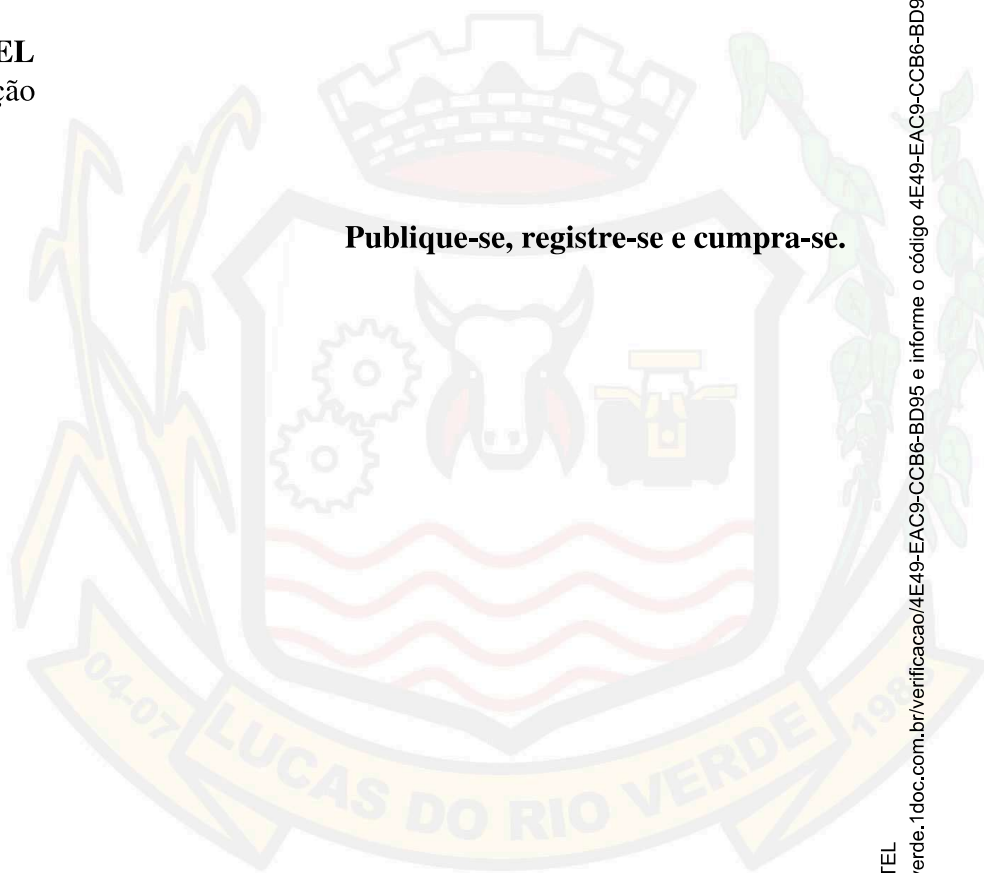 EL
ção
Publique-se, registre-se e cumpra-se.
04-07
LUCAS DO RIO VERDE
1988
TEL
erde.1doc.com.br/verificacao/4E49-EAC9-CCB6-BD95 e informe o código 4E49-EAC9-CCB6-BD9